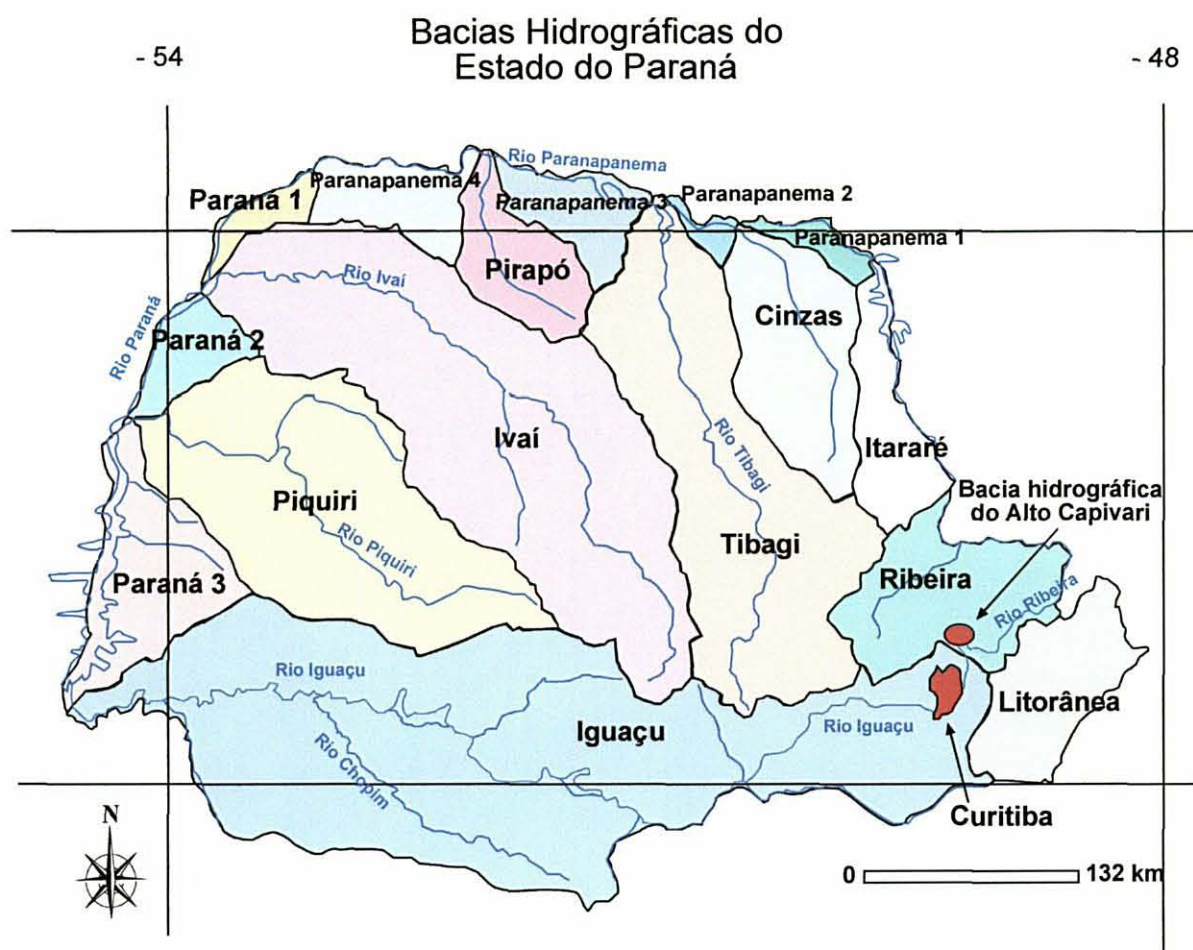 Bacias Hidrográficas do
Estado do Paraná
- 54
- 48
Rio Paranapanema
Paraná 1
Paranapanema 4
Paranapanema 3
Paranapanema 2
Paranapanema 1
Pirapó
Rio Ivaí
Cinzas
Rio Paraná
Paraná 2
Ivaí
Rio Tibagi
Itararé
Bacia hidrográfica
do Alto Capivari
Piquiri
Rio Piquiri
Tibagi
Ribeira
Rio Ribeira
Paraná 3
Rio Iguaçu
Iguaçu
Rio Iguaçu
Litorânea
Rio Chopim
Curitiba
N
0
132 km